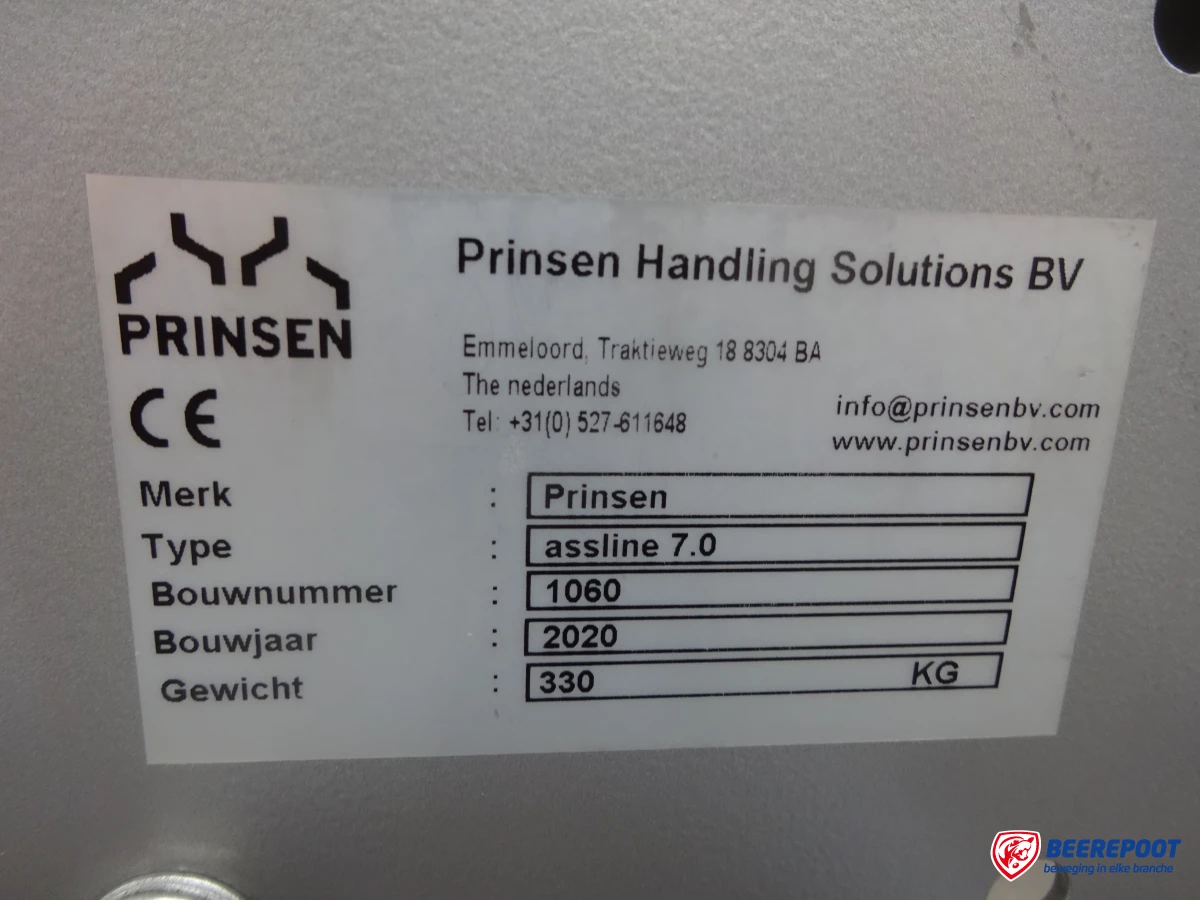 PRINSEN
Prinsen Handling Solutions BV
Emmeloord, Traktieweg 18 8304 BA
The nederlands
Tel: +31(0) 527-611648
info@prinsenbv.com
www.prinsenbv.com
CE
Merk : Prinsen
Type : assline 7.0
Bouwnummer : 1060
Bouwjaar : 2020
Gewicht : 330 KG
BEEREPOOT
beweging in elke branche